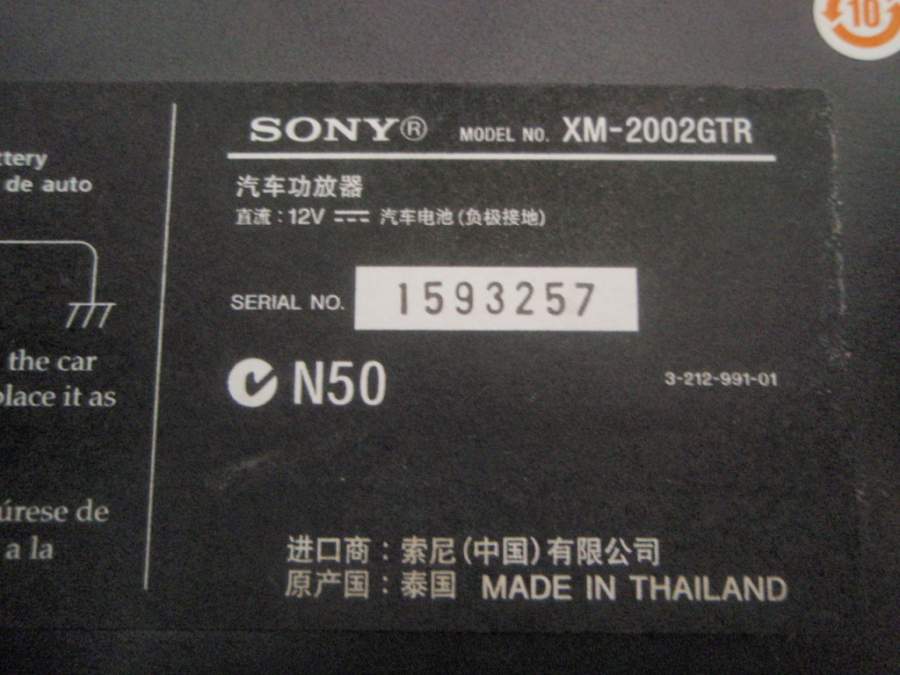 10
SONY® MODEL NO. XM-2002GTR
汽车功放器
直流 : 12V ⎓ 汽车电池 (负极接地)
SERIAL NO. 1593257
N50
3-212-991-01
进口商 : 索尼 (中国) 有限公司
原产国 : 泰国 MADE IN THAILAND
ttery
de auto
the car
place it as
úrese de
a la